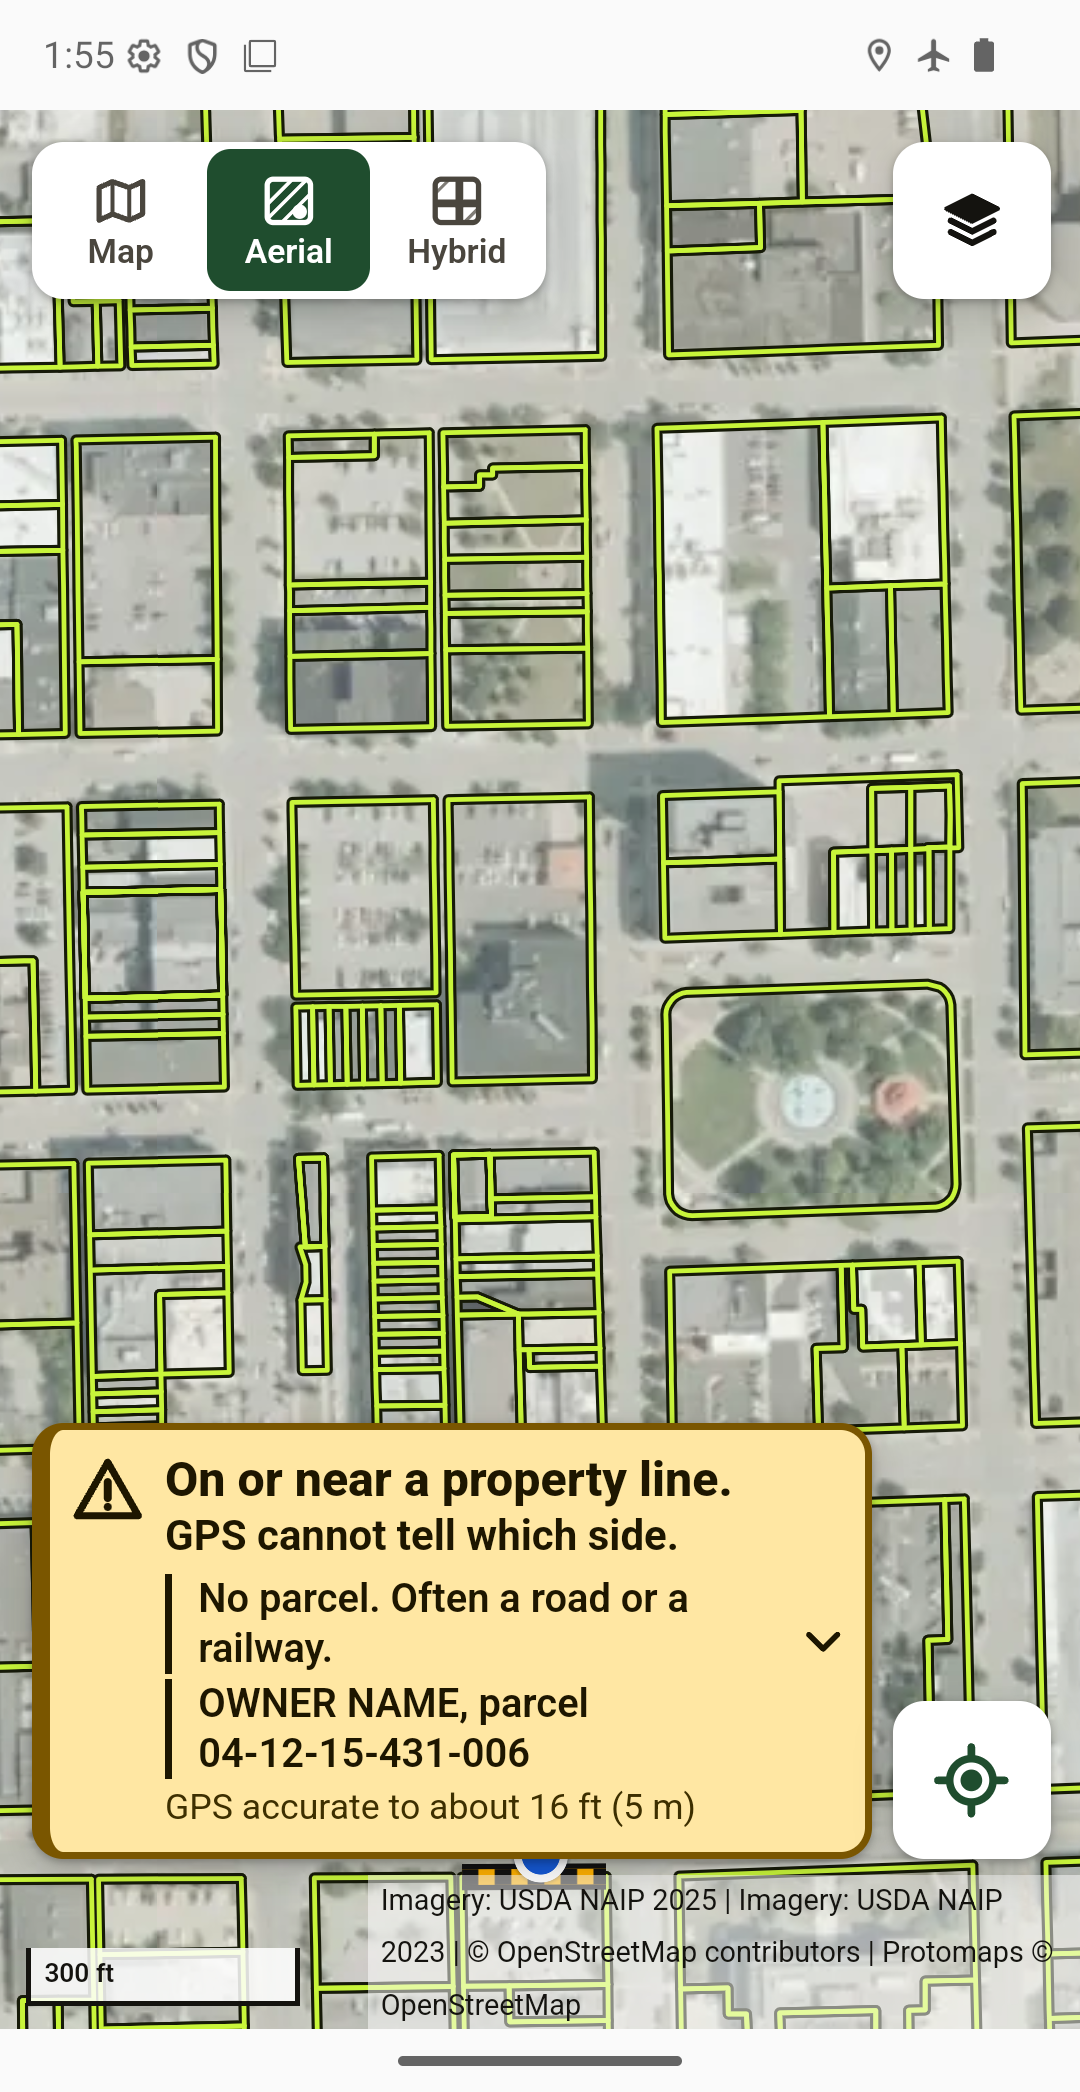 1:55
Map
Aerial
Hybrid
On or near a property line.
GPS cannot tell which side.
No parcel. Often a road or a
railway.
OWNER NAME, parcel
04-12-15-431-006
GPS accurate to about 16 ft (5 m)
Imagery: USDA NAIP 2025 | Imagery: USDA NAIP
2023 | © OpenStreetMap contributors | Protomaps ©
OpenStreetMap
300 ft